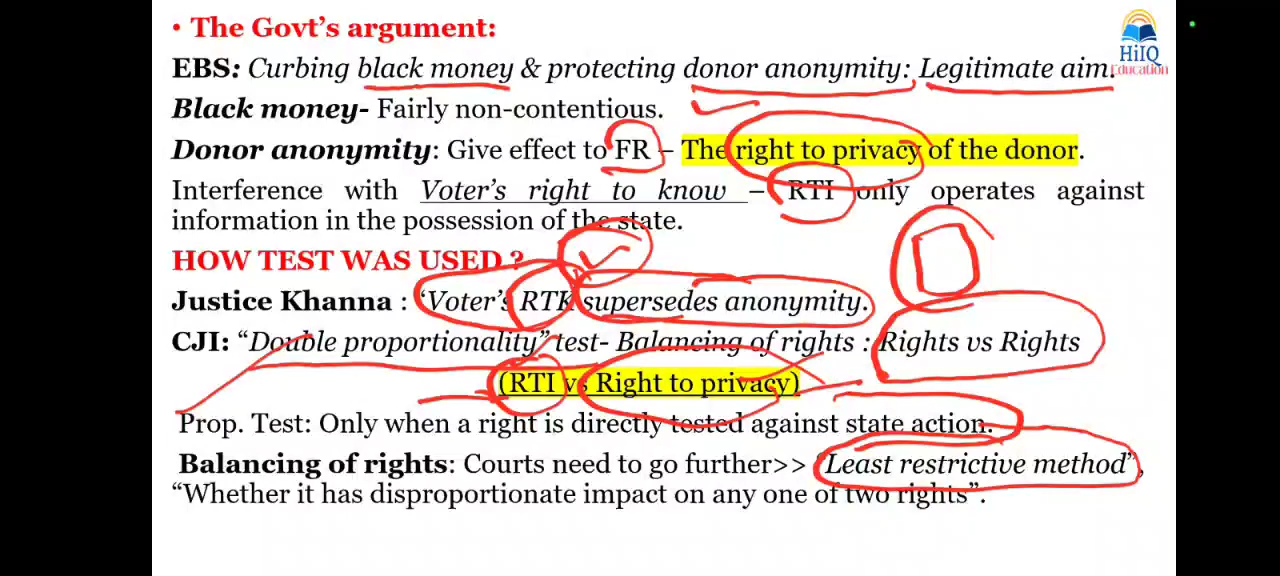 • The Govt's argument:
HiIQ
Education
EBS: Curbing black money & protecting donor anonymity: Legitimate aim.
Black money- Fairly non-contentious.
Donor anonymity: Give effect to FR – The right to privacy of the donor.
Interference with Voter's right to know – RTI only operates against
information in the possession of the state.
HOW TEST WAS USED ?
Justice Khanna : 'Voter's RTK supersedes anonymity.
CJI: “Double proportionality” test- Balancing of rights : Rights vs Rights
(RTI vs Right to privacy)
Prop. Test: Only when a right is directly tested against state action.
Balancing of rights: Courts need to go further>> “Least restrictive method”,
“Whether it has disproportionate impact on any one of two rights”.